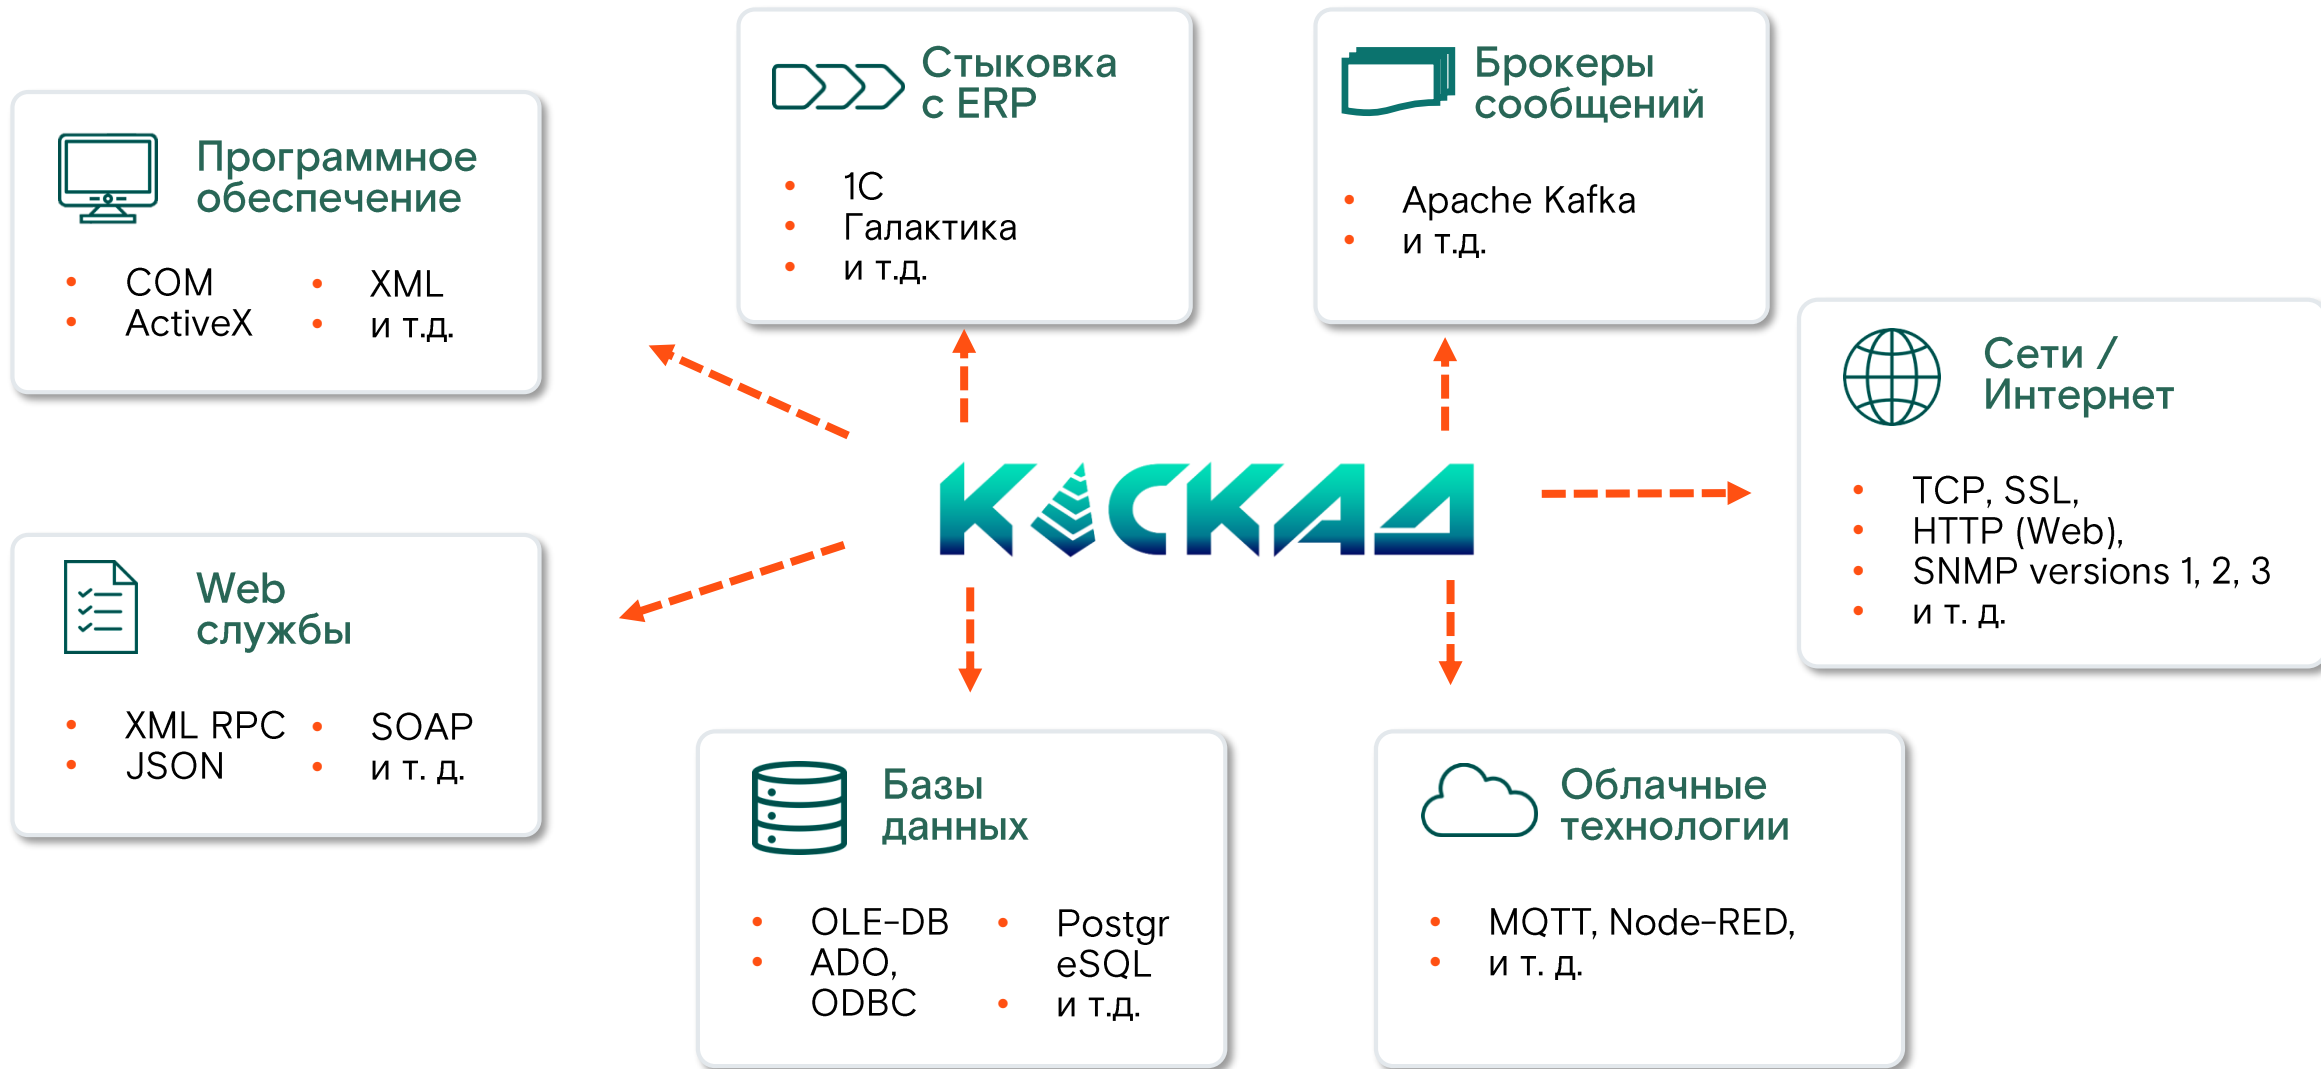 Стыковка
с ERP
1С
Галактика
и т.д.
Брокеры
сообщений
Apache Kafka
и т.д.
Программное
обеспечение
COM
ActiveX
XML
и т.д.
Сети /
Интернет
TCP, SSL,
HTTP (Web),
SNMP versions 1, 2, 3
и т. д.
КАСКАД
Web
службы
XML RPC
JSON
SOAP
и т. д.
Базы
данных
OLE-DB
ADO,
ODBC
Postgr
eSQL
и т.д.
Облачные
технологии
MQTT, Node-RED,
и т. д.